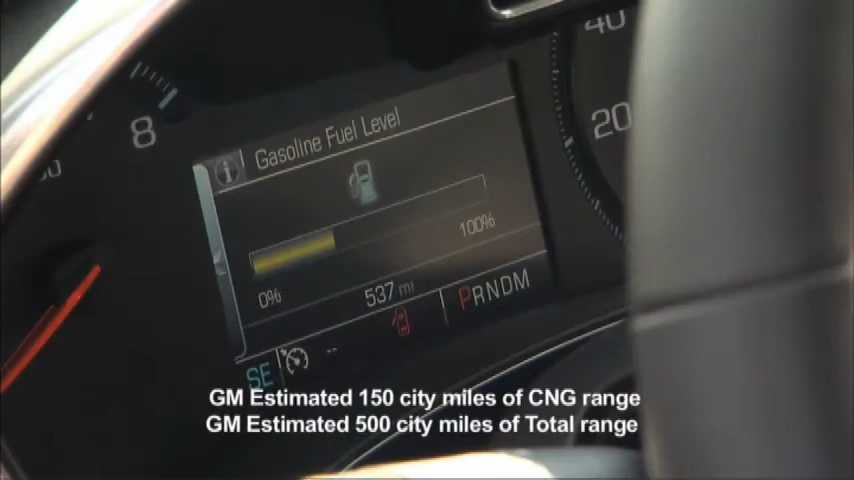 40
8
20
i Gasoline Fuel Level
100%
0%
537 mi
PRNDM
SE --
GM Estimated 150 city miles of CNG range
GM Estimated 500 city miles of Total range